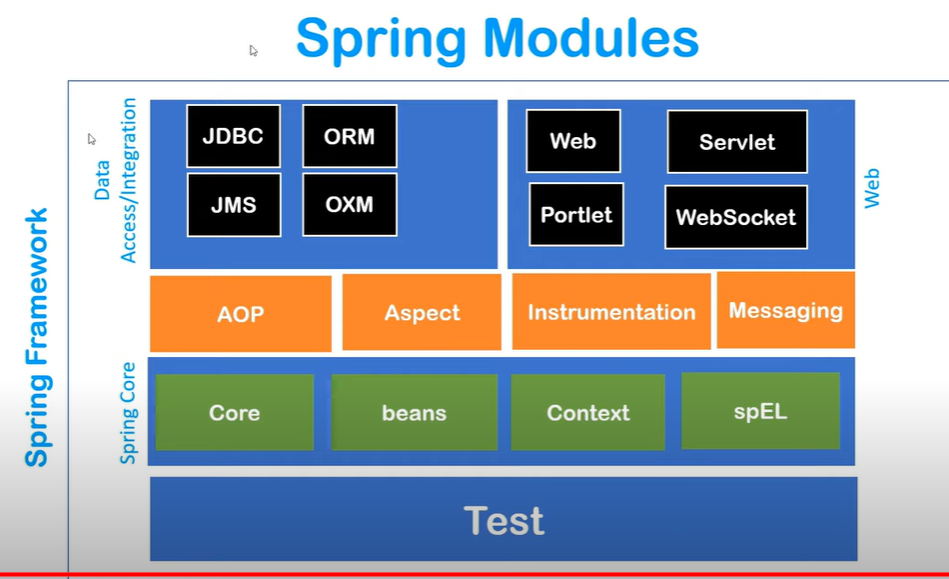 Spring Modules
Spring Framework
Data
Access/Integration
JDBC
ORM
JMS
OXM
Web
Servlet
Portlet
WebSocket
Web
AOP
Aspect
Instrumentation
Messaging
Spring Core
Core
beans
Context
spEL
Test